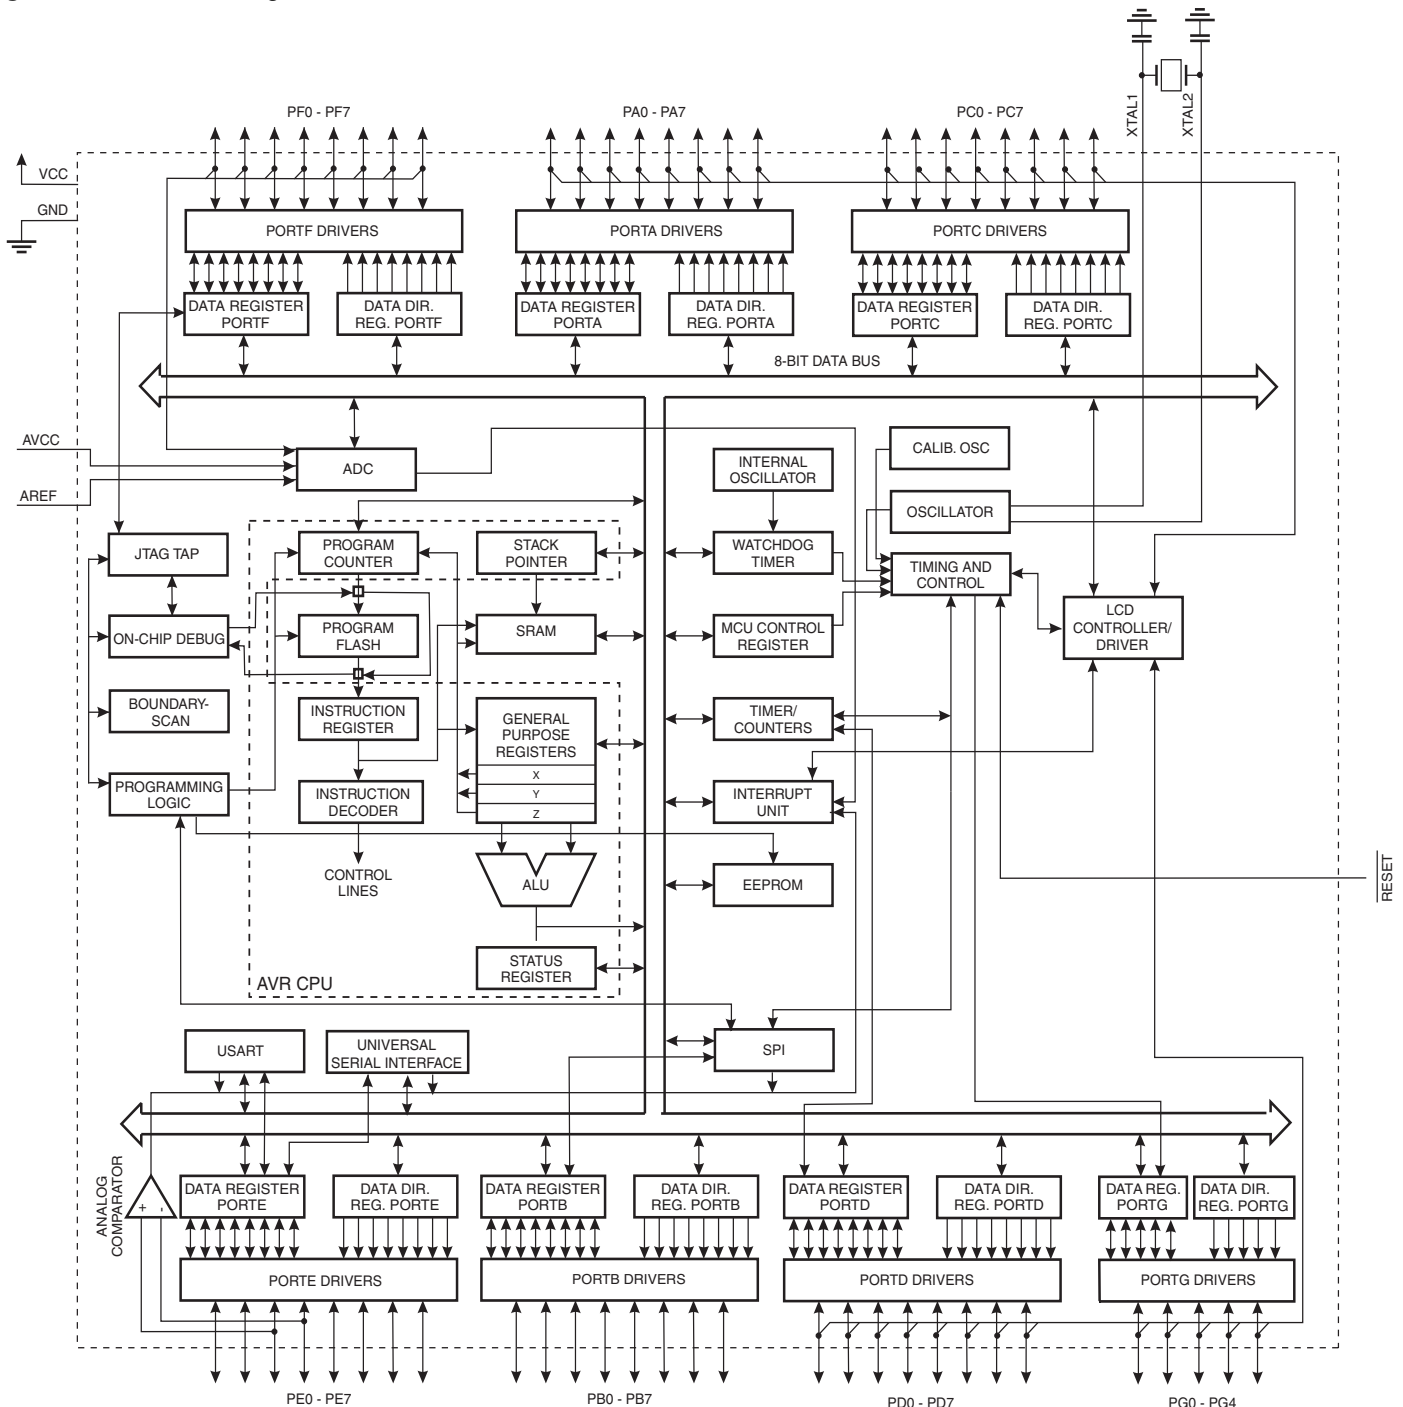 XTAL1
XTAL2
PF0 - PF7
PA0 - PA7
PC0 - PC7
VCC
GND
PORTF DRIVERS
PORTA DRIVERS
PORTC DRIVERS
DATA REGISTER
PORTF
DATA DIR.
REG. PORTF
DATA REGISTER
PORTA
DATA DIR.
REG. PORTA
DATA REGISTER
PORTC
DATA DIR.
REG. PORTC
8-BIT DATA BUS
AVCC
AREF
ADC
INTERNAL
OSCILLATOR
CALIB. OSC
OSCILLATOR
JTAG TAP
PROGRAM
COUNTER
STACK
POINTER
WATCHDOG
TIMER
TIMING AND
CONTROL
ON-CHIP DEBUG
PROGRAM
FLASH
SRAM
MCU CONTROL
REGISTER
LCD
CONTROLLER/
DRIVER
BOUNDARY-
SCAN
INSTRUCTION
REGISTER
GENERAL
PURPOSE
REGISTERS
X
Y
Z
TIMER/
COUNTERS
PROGRAMMING
LOGIC
INSTRUCTION
DECODER
INTERRUPT
UNIT
CONTROL
LINES
ALU
EEPROM
RESET
STATUS
REGISTER
AVR CPU
USART
UNIVERSAL
SERIAL INTERFACE
SPI
ANALOG
COMPARATOR
+ -
DATA REGISTER
PORTE
DATA DIR.
REG. PORTE
DATA REGISTER
PORTB
DATA DIR.
REG. PORTB
DATA REGISTER
PORTD
DATA DIR.
REG. PORTD
DATA REG.
PORTG
DATA DIR.
REG. PORTG
PORTE DRIVERS
PORTB DRIVERS
PORTD DRIVERS
PORTG DRIVERS
PE0 - PE7
PB0 - PB7
PD0 - PD7
PG0 - PG4